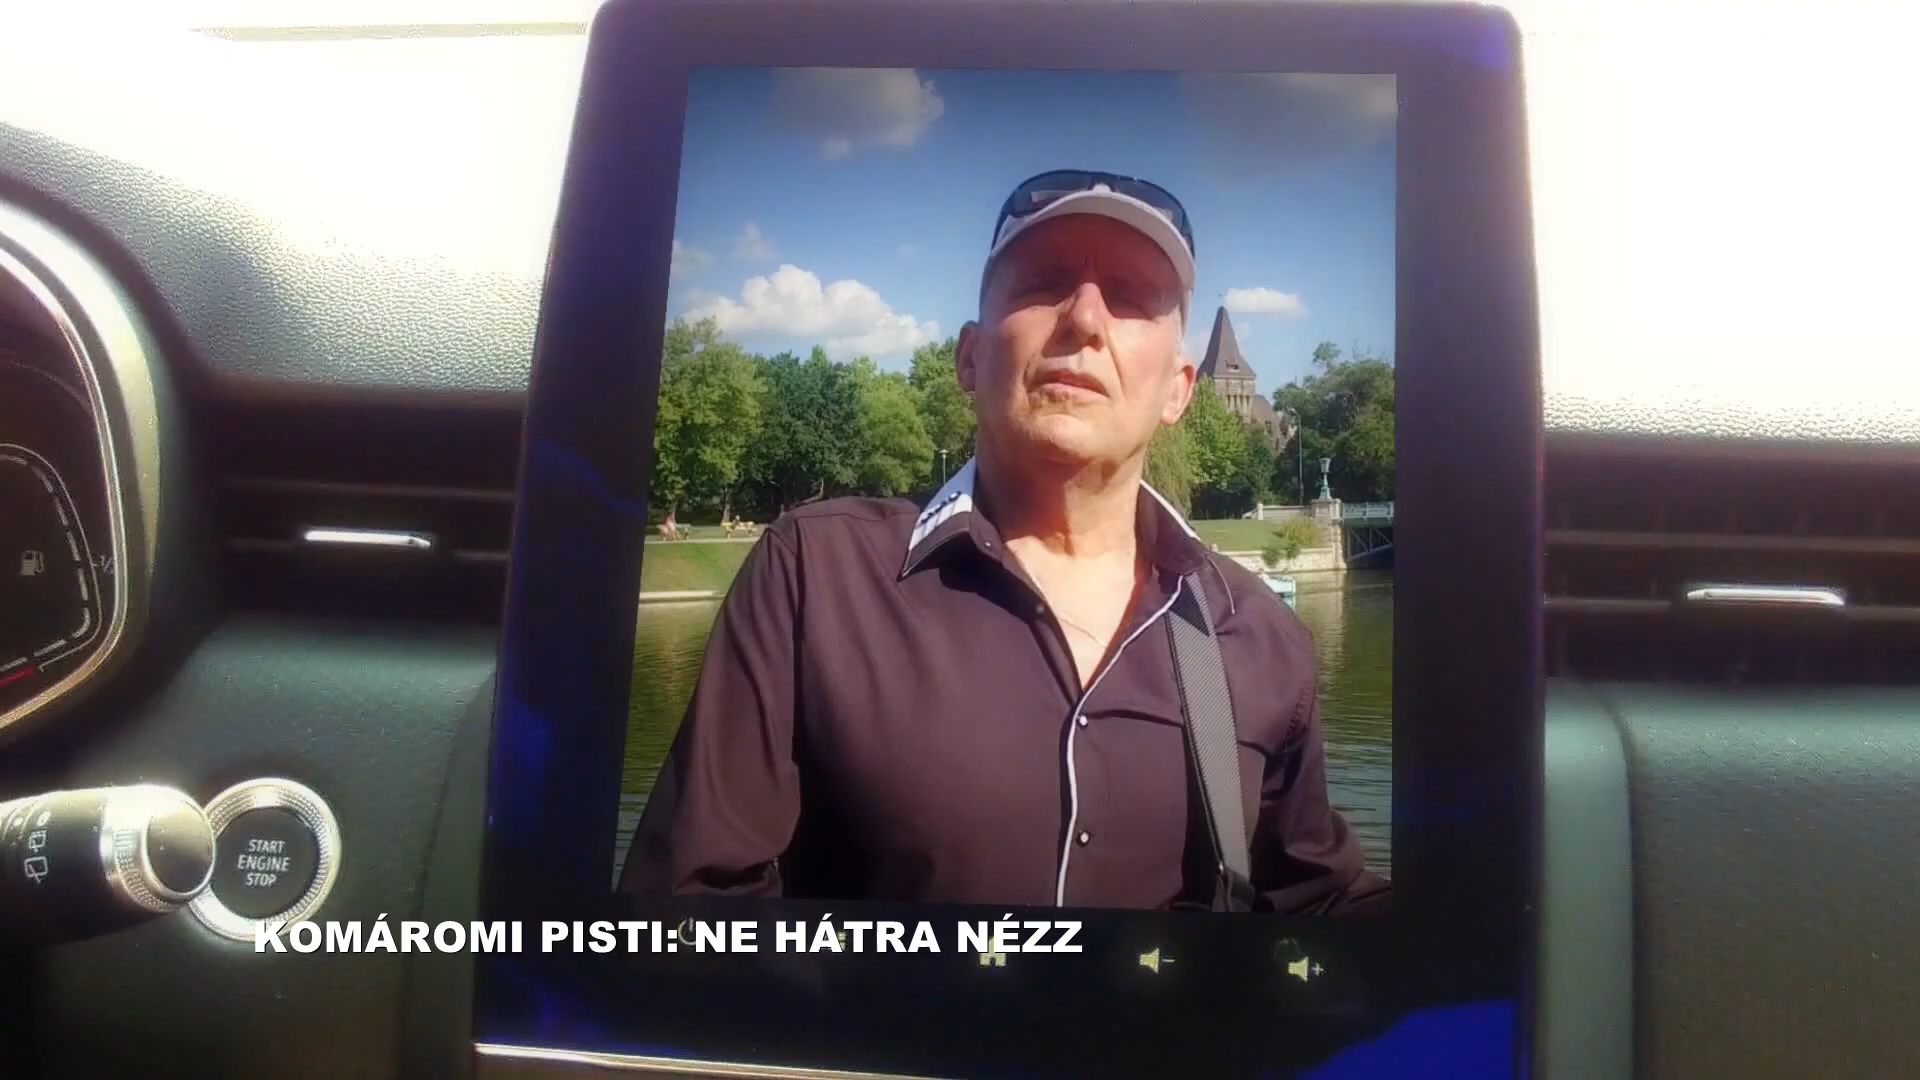 START
ENGINE
STOP
KOMÁROMI PISTI: NE HÁTRA NÉZZ